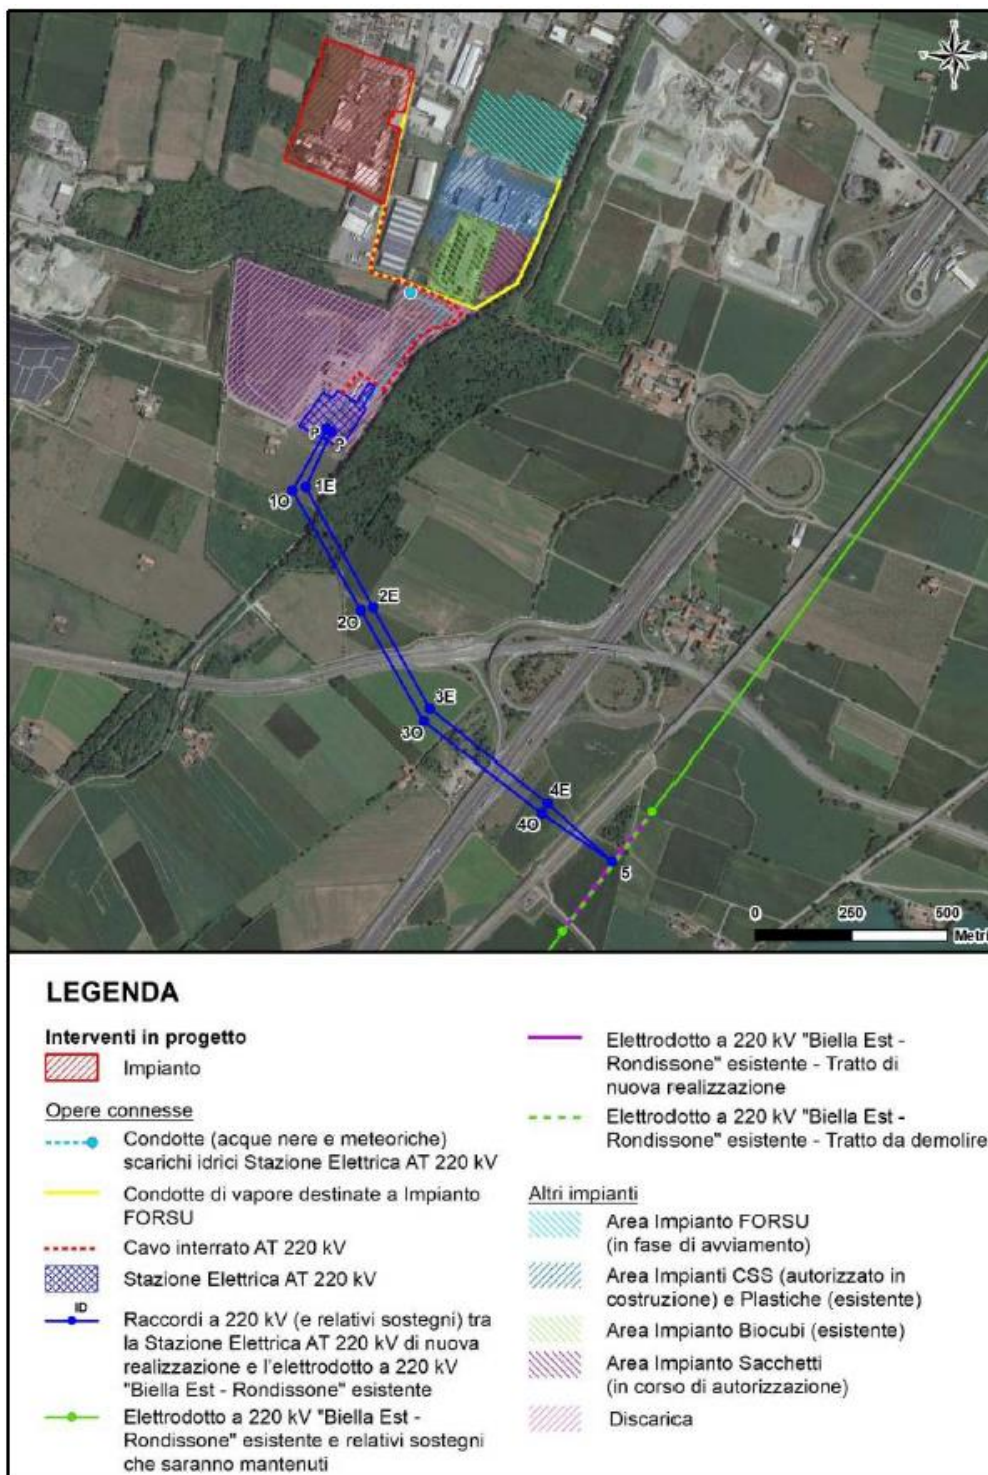 P
P
1O
1E
2E
2O
3E
3O
4E
4O
5
0
250
500
Metri
LEGENDA
Interventi in progetto
Impianto
Opere connesse
Condotte (acque nere e meteoriche)
scarichi idrici Stazione Elettrica AT 220 kV
Condotte di vapore destinate a Impianto
FORSU
Cavo interrato AT 220 kV
Stazione Elettrica AT 220 kV
ID
Raccordi a 220 kV (e relativi sostegni) tra
la Stazione Elettrica AT 220 kV di nuova
realizzazione e l'elettrodotto a 220 kV
"Biella Est - Rondissone" esistente
Elettrodotto a 220 kV "Biella Est -
Rondissone" esistente e relativi sostegni
che saranno mantenuti
Elettrodotto a 220 kV "Biella Est -
Rondissone" esistente - Tratto di
nuova realizzazione
Elettrodotto a 220 kV "Biella Est -
Rondissone" esistente - Tratto da demolire
Altri impianti
Area Impianto FORSU
(in fase di avviamento)
Area Impianti CSS (autorizzato in
costruzione) e Plastiche (esistente)
Area Impianto Biocubi (esistente)
Area Impianto Sacchetti
(in corso di autorizzazione)
Discarica